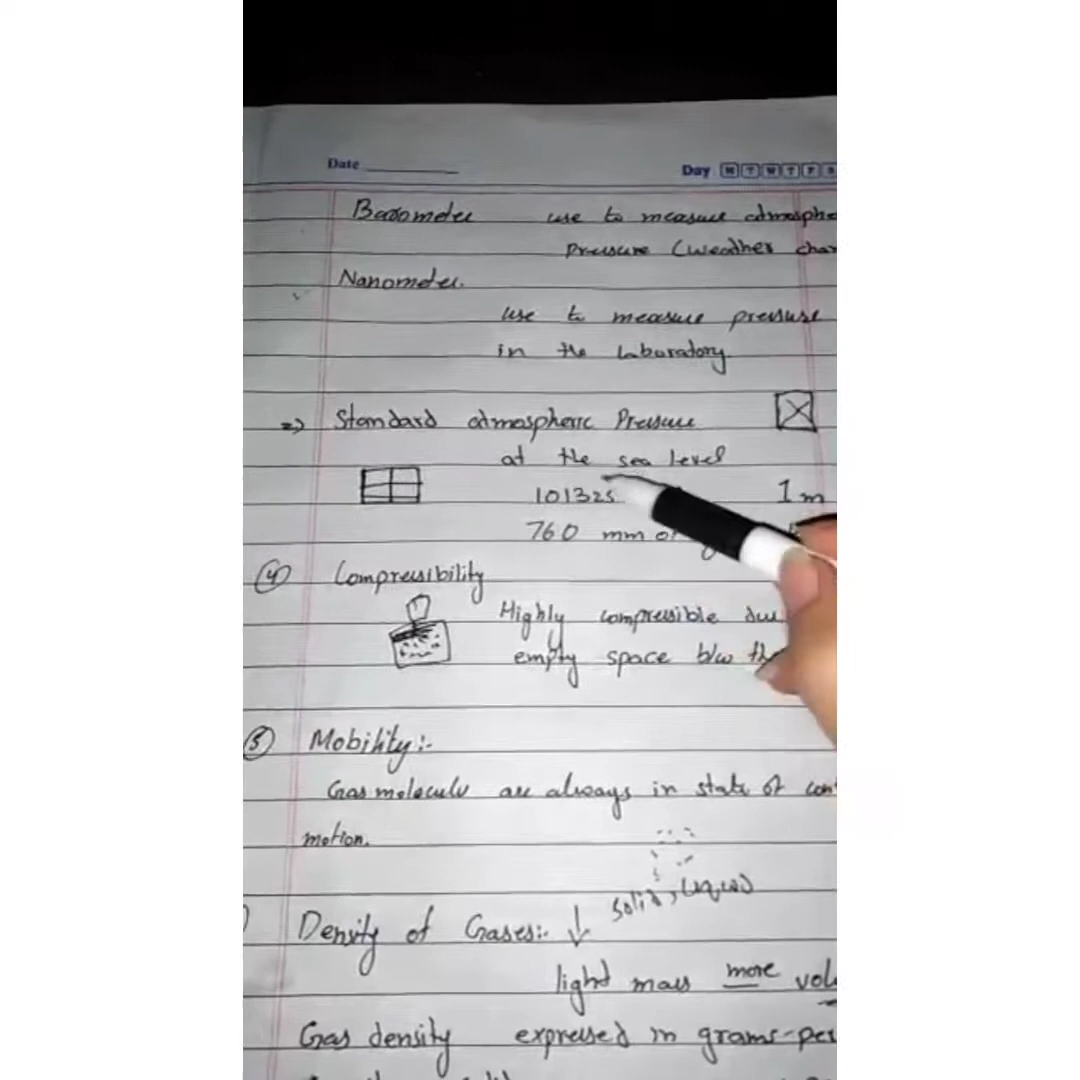 Date
Day M T W T F S
Barometer use to measure atmosphe
Pressure (weather char
Nanometer.
use to measure pressure
in the laboratory
=> Standard atmospheric Pressure
at the sea level
101325 1m
760 mm of
(4) Compressibility
Highly compressible due
empty space b/w th
(5) Mobility:-
Gas molecule are always in state of con
motion.
solid, liquid
Density of Gases:- ↓
light mass more vol
Gas density expressed in grams-per